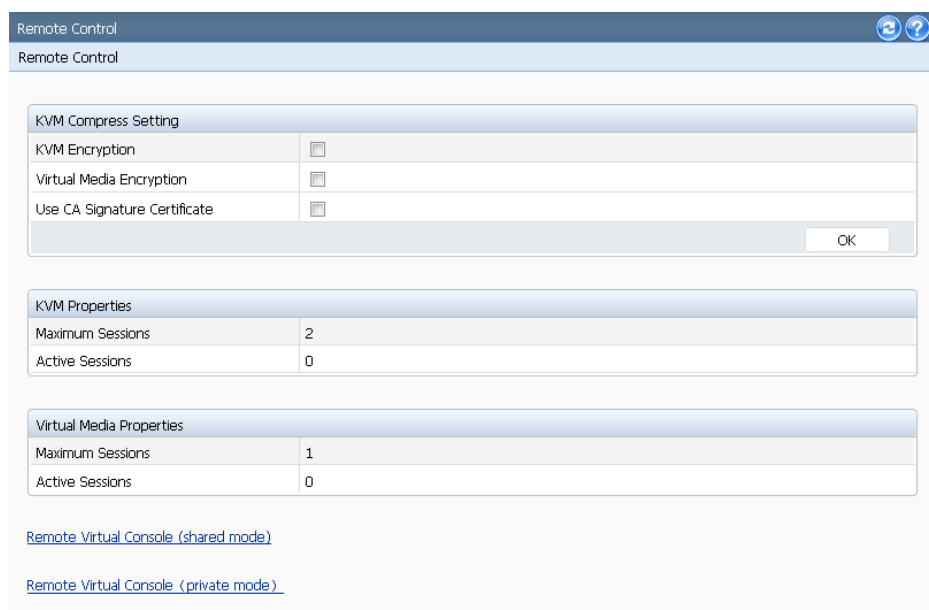 Remote Control
Remote Control
KVM Compress Setting
KVM Encryption
Virtual Media Encryption
Use CA Signature Certificate
OK
KVM Properties
Maximum Sessions 2
Active Sessions 0
Virtual Media Properties
Maximum Sessions 1
Active Sessions 0
Remote Virtual Console (shared mode)
Remote Virtual Console (private mode)